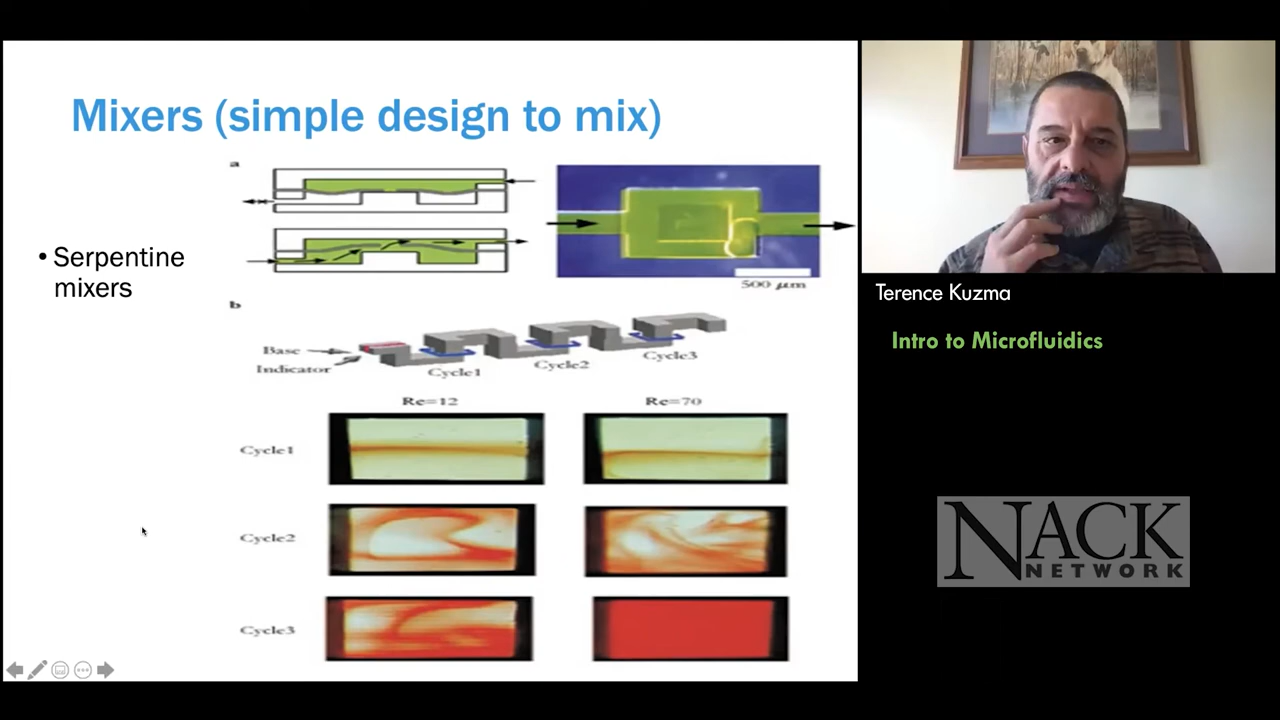 Mixers (simple design to mix)
a
500 μm
• Serpentine
mixers
b
Base
Indicator
Cycle1
Cycle2
Cycle3
Re=12
Re=70
Cycle1
Cycle2
Cycle3
Terence Kuzma
Intro to Microfluidics
NACK
NETWORK